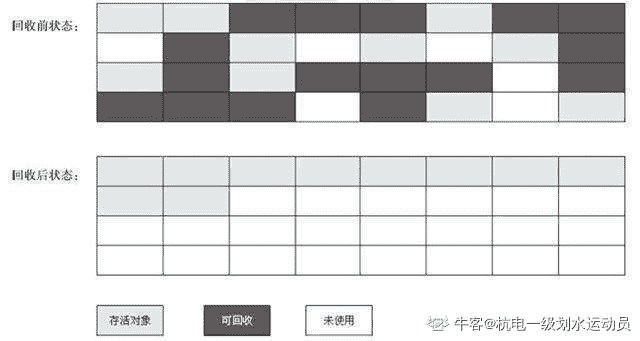 回收前状态：
回收后状态：
存活对象
可回收
未使用
牛客@杭电一级划水运动员